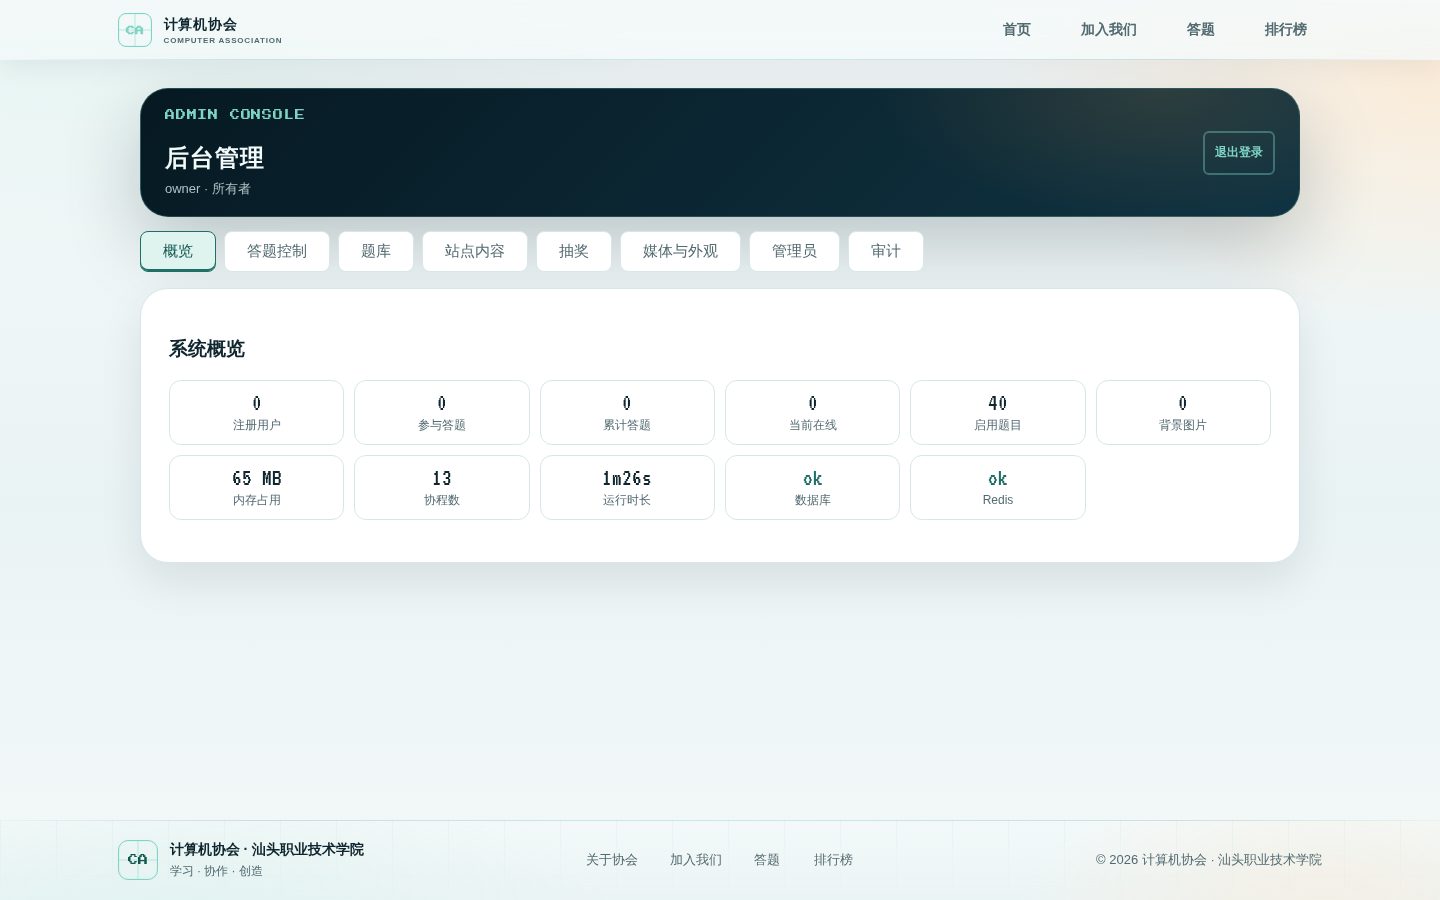 CA
计算机协会
COMPUTER ASSOCIATION
首页 加入我们 答题 排行榜
ADMIN CONSOLE
后台管理
owner · 所有者
退出登录
概览 答题控制 题库 站点内容 抽奖 媒体与外观 管理员 审计
系统概览
0 0 0 0 40 0
注册用户 参与答题 累计答题 当前在线 启用题目 背景图片
65 MB 13 1m26s ok ok
内存占用 协程数 运行时长 数据库 Redis
CA
计算机协会 · 汕头职业技术学院
学习 · 协作 · 创造
关于协会 加入我们 答题 排行榜
© 2026 计算机协会 · 汕头职业技术学院